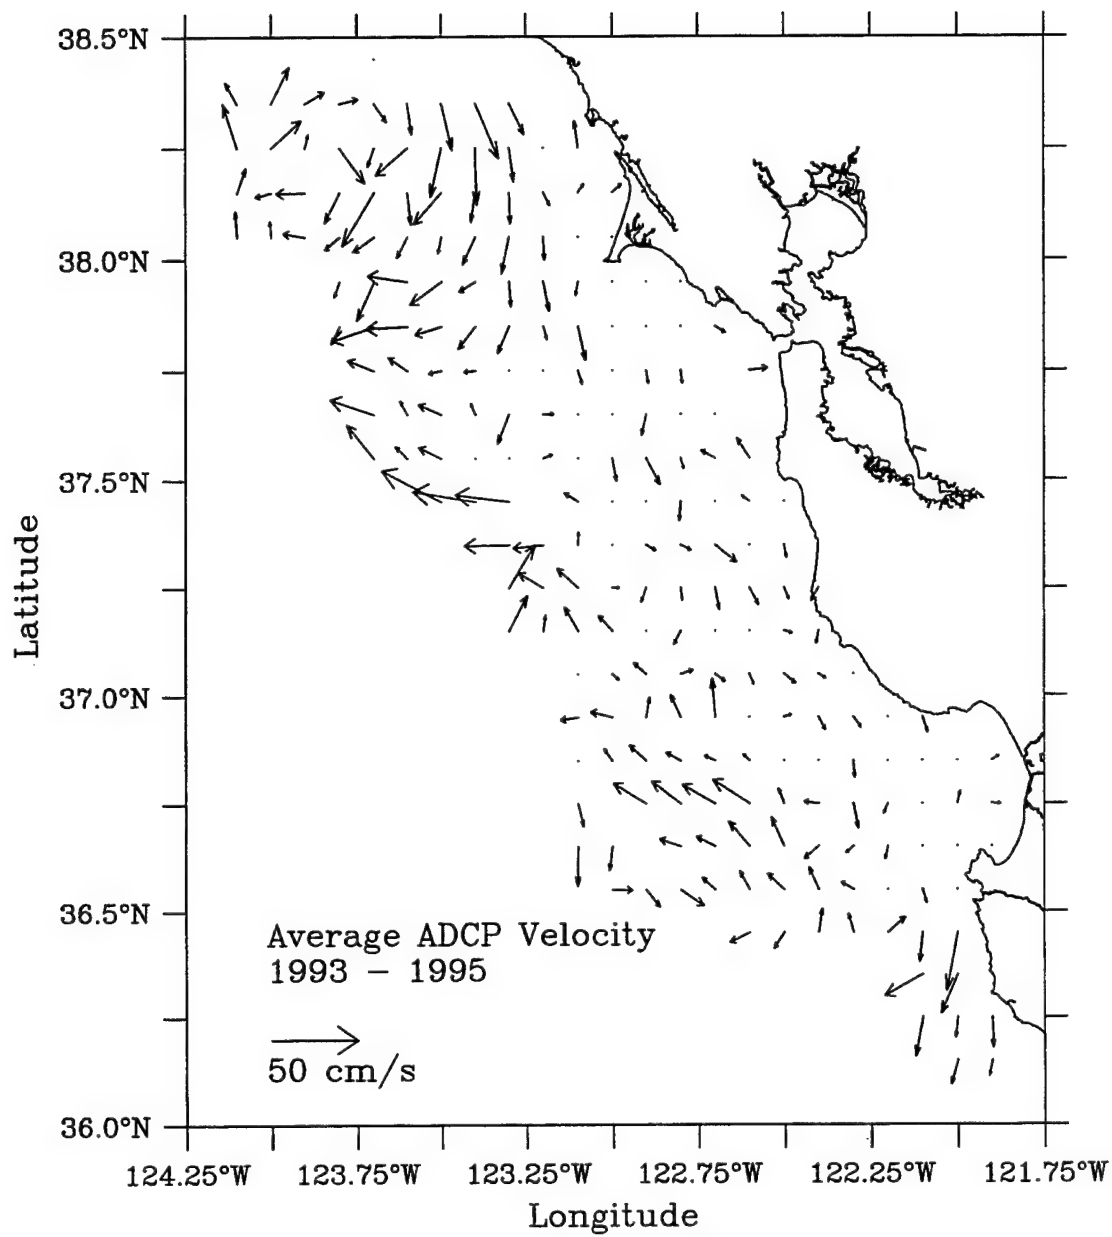 38.5°N
38.0°N
37.5°N
37.0°N
36.5°N
36.0°N
Latitude
Average ADCP Velocity
1993 – 1995
50 cm/s
124.25°W 123.75°W 123.25°W 122.75°W 122.25°W 121.75°W
Longitude